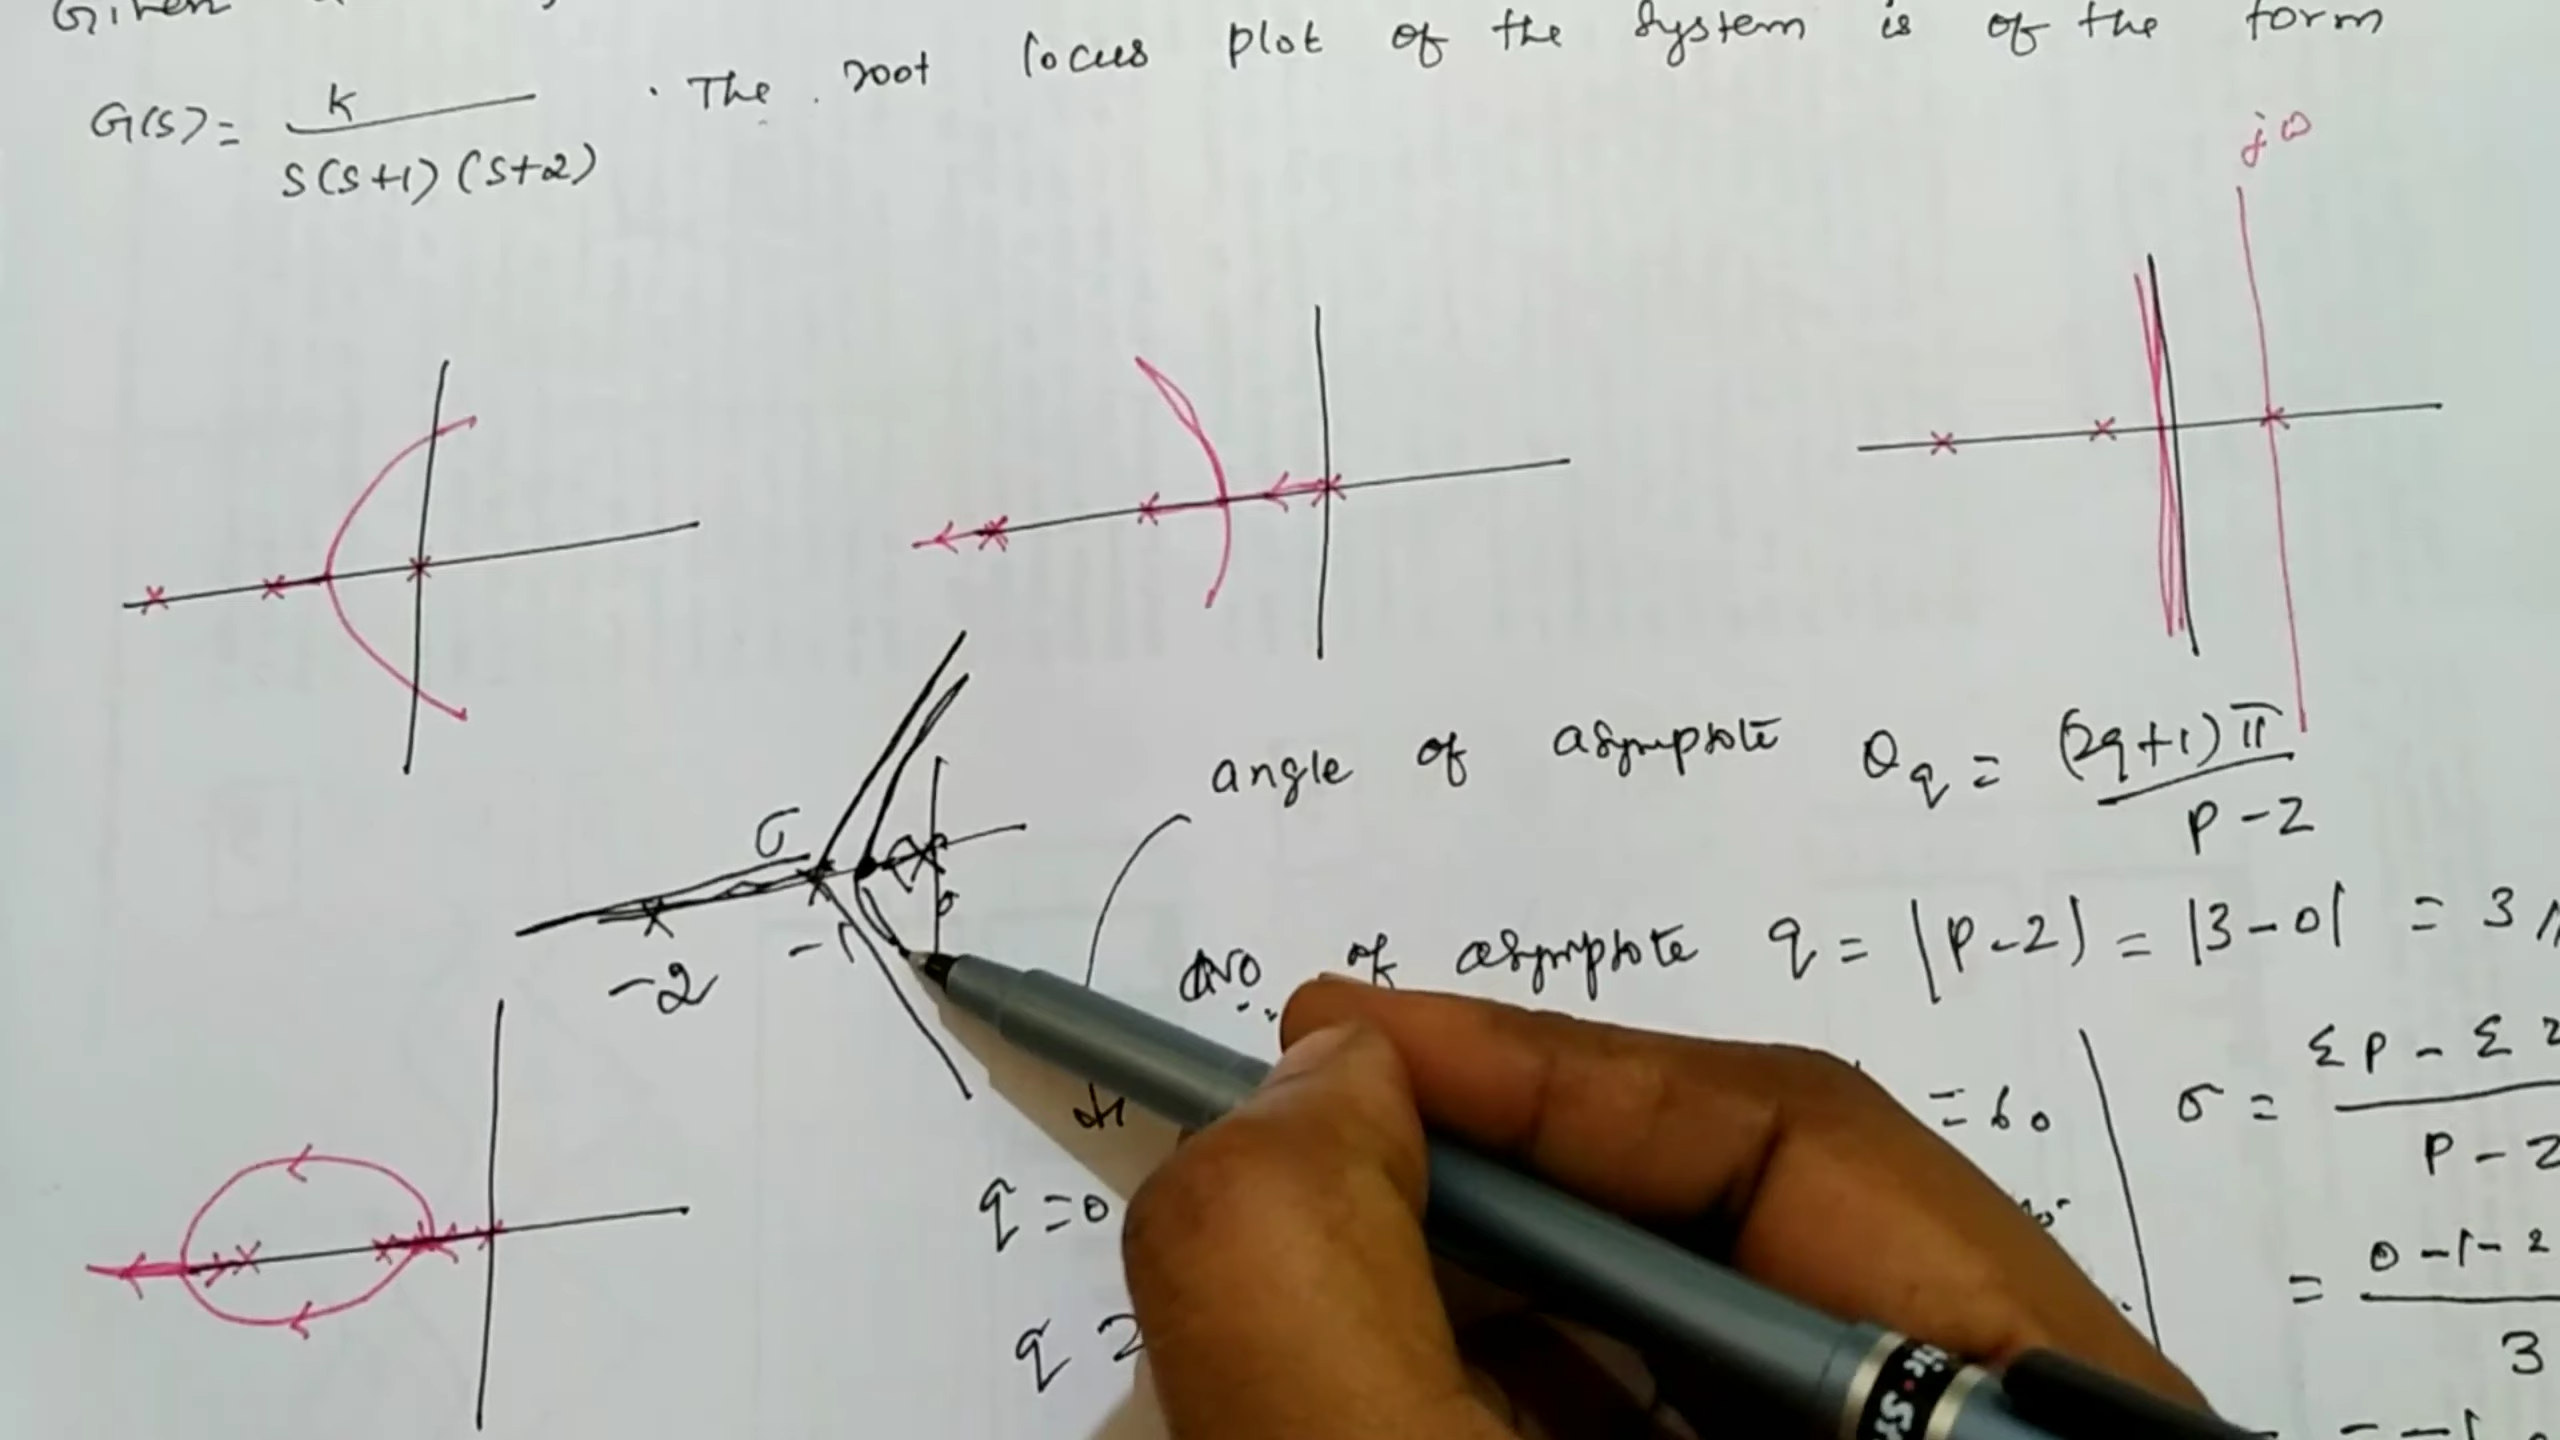 Given
G(s) = K / s(s+1)(s+2) . The root locus plot of the system is of the form
jω
angle of asymptote θq = (2q+1)π / P-Z
σ
-2 -1 0
No of asymptote q = |P-Z| = |3-0| = 3
= 60
σ = ΣP - ΣZ / P-Z
q = 0
= 0-1-2 / 3
q 2
= -1